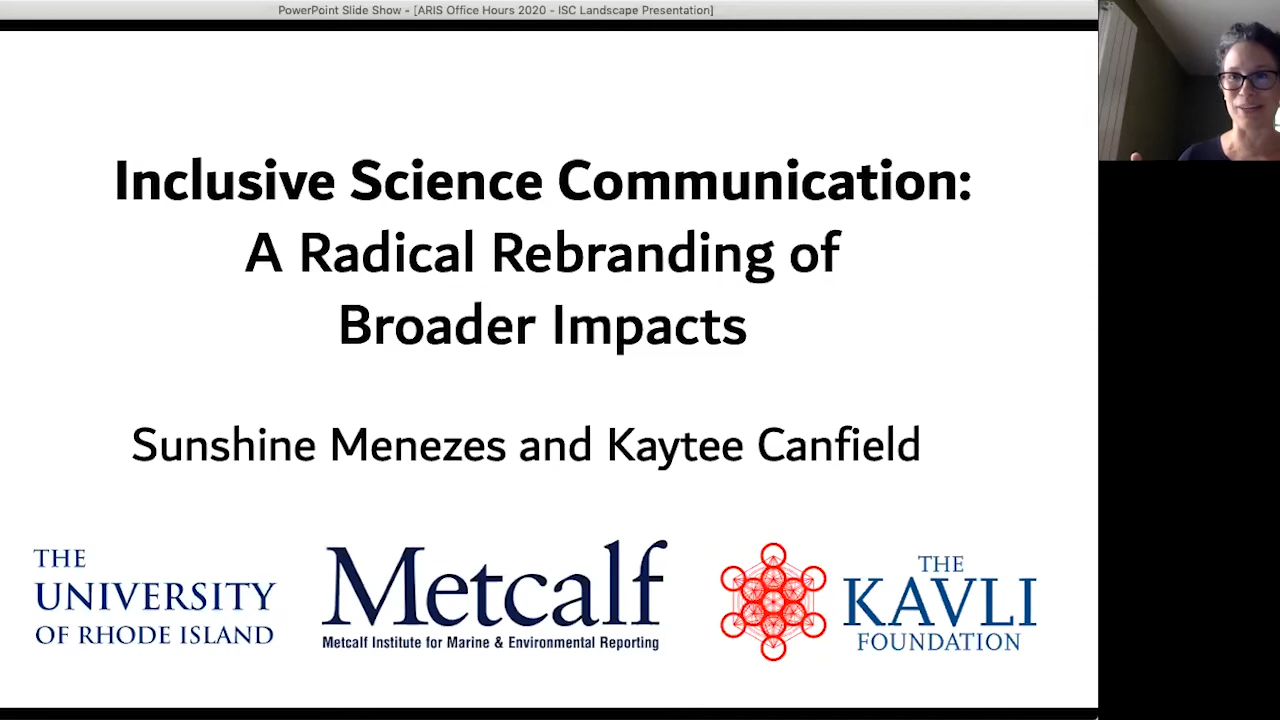 PowerPoint Slide Show - [ARIS Office Hours 2020 - ISC Landscape Presentation]
Inclusive Science Communication:
A Radical Rebranding of
Broader Impacts
Sunshine Menezes and Kaytee Canfield
THE
UNIVERSITY
OF RHODE ISLAND
Metcalf
Metcalf Institute for Marine & Environmental Reporting
THE
KAVLI
FOUNDATION